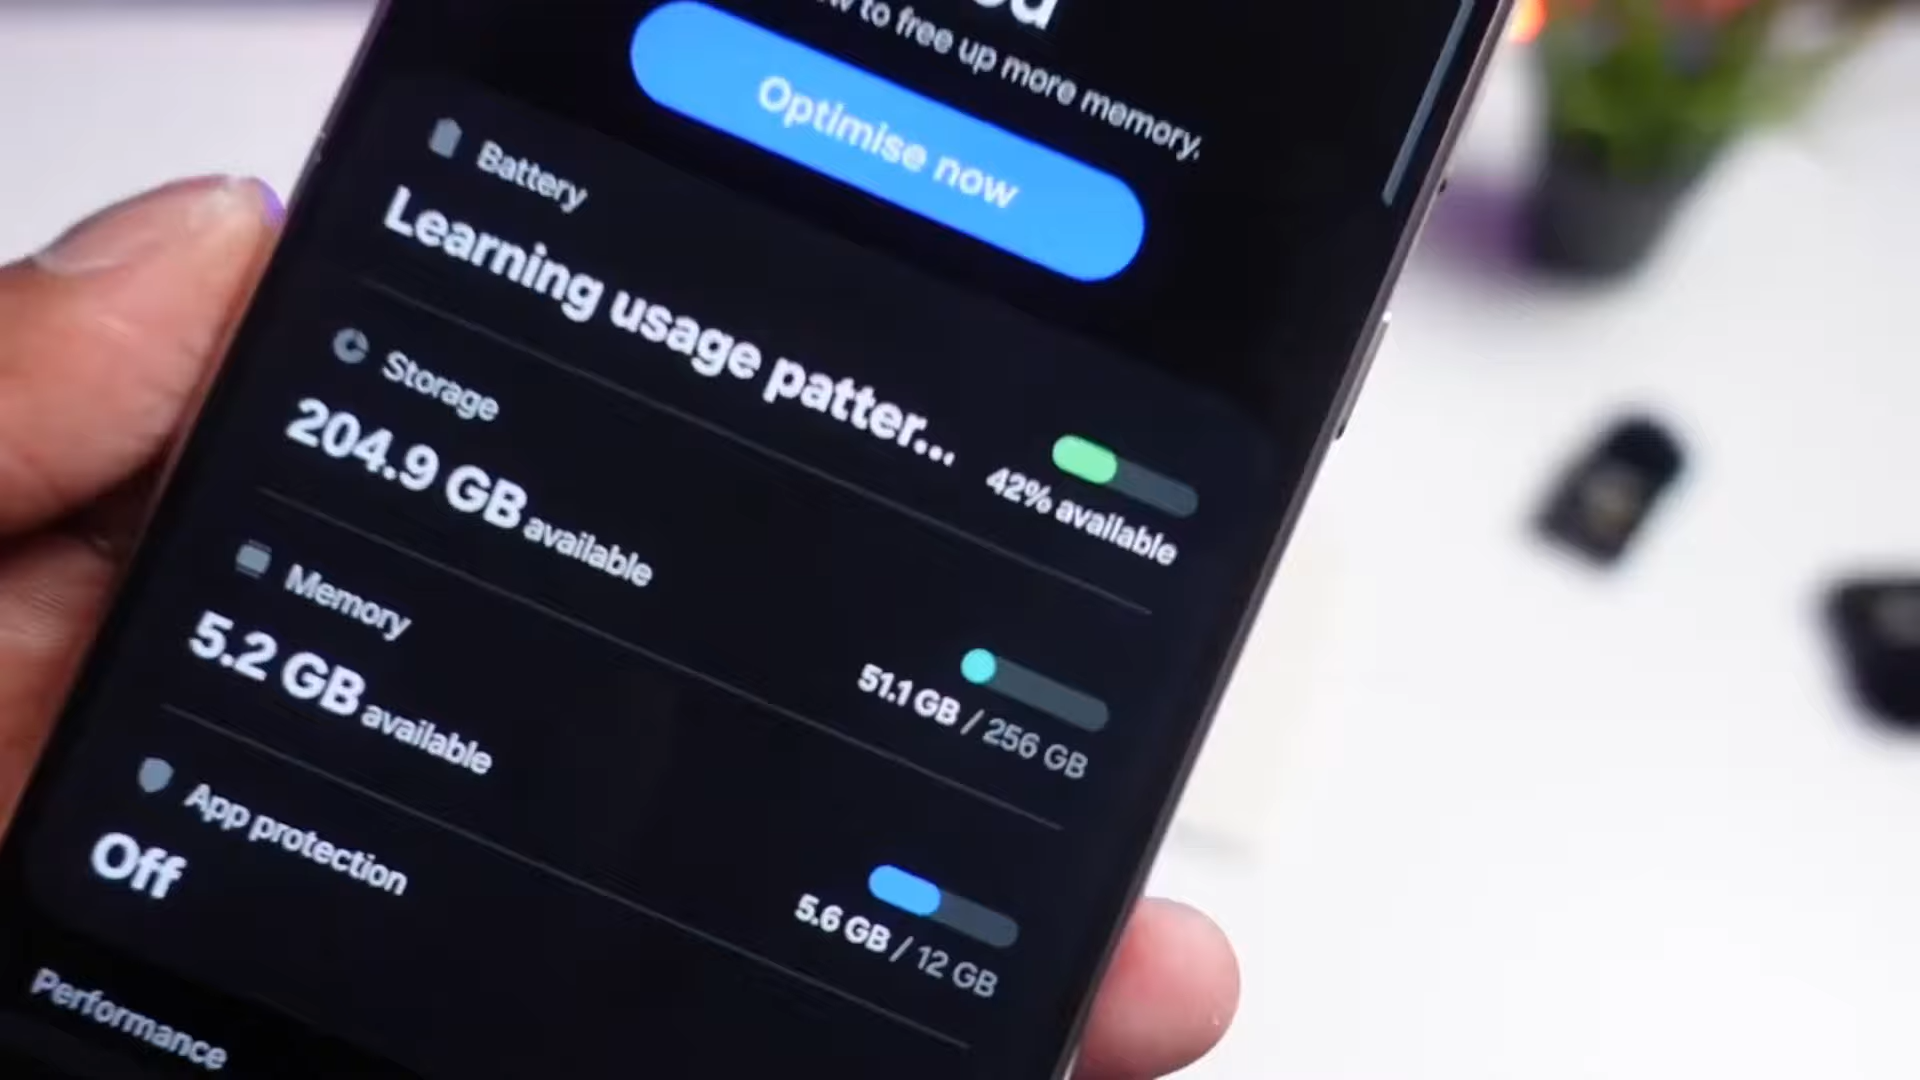 to free up more memory.
Optimise now
Battery
Learning usage patter...
42% available
Storage
204.9 GB available
51.1 GB / 256 GB
Memory
5.2 GB available
5.6 GB / 12 GB
App protection
Off
Performance